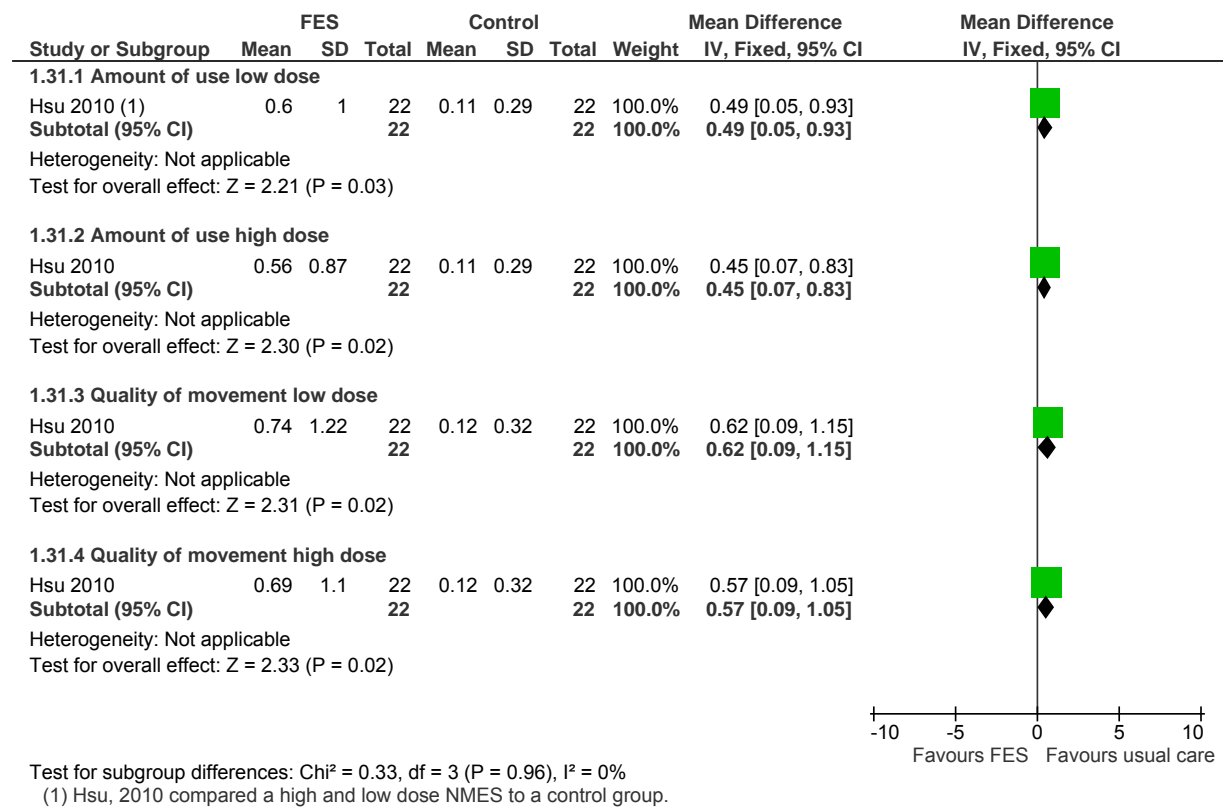 FES Control Mean Difference Mean Difference
Study or Subgroup Mean SD Total Mean SD Total Weight IV, Fixed, 95% CI IV, Fixed, 95% CI
1.31.1 Amount of use low dose
Hsu 2010 (1) 0.6 1 22 0.11 0.29 22 100.0% 0.49 [0.05, 0.93]
Subtotal (95% CI) 22 22 100.0% 0.49 [0.05, 0.93]
Heterogeneity: Not applicable
Test for overall effect: Z = 2.21 (P = 0.03)
1.31.2 Amount of use high dose
Hsu 2010 0.56 0.87 22 0.11 0.29 22 100.0% 0.45 [0.07, 0.83]
Subtotal (95% CI) 22 22 100.0% 0.45 [0.07, 0.83]
Heterogeneity: Not applicable
Test for overall effect: Z = 2.30 (P = 0.02)
1.31.3 Quality of movement low dose
Hsu 2010 0.74 1.22 22 0.12 0.32 22 100.0% 0.62 [0.09, 1.15]
Subtotal (95% CI) 22 22 100.0% 0.62 [0.09, 1.15]
Heterogeneity: Not applicable
Test for overall effect: Z = 2.31 (P = 0.02)
1.31.4 Quality of movement high dose
Hsu 2010 0.69 1.1 22 0.12 0.32 22 100.0% 0.57 [0.09, 1.05]
Subtotal (95% CI) 22 22 100.0% 0.57 [0.09, 1.05]
Heterogeneity: Not applicable
Test for overall effect: Z = 2.33 (P = 0.02)
-10 -5 0 5 10
Favours FES Favours usual care
Test for subgroup differences: Chi² = 0.33, df = 3 (P = 0.96), I² = 0%
(1) Hsu, 2010 compared a high and low dose NMES to a control group.